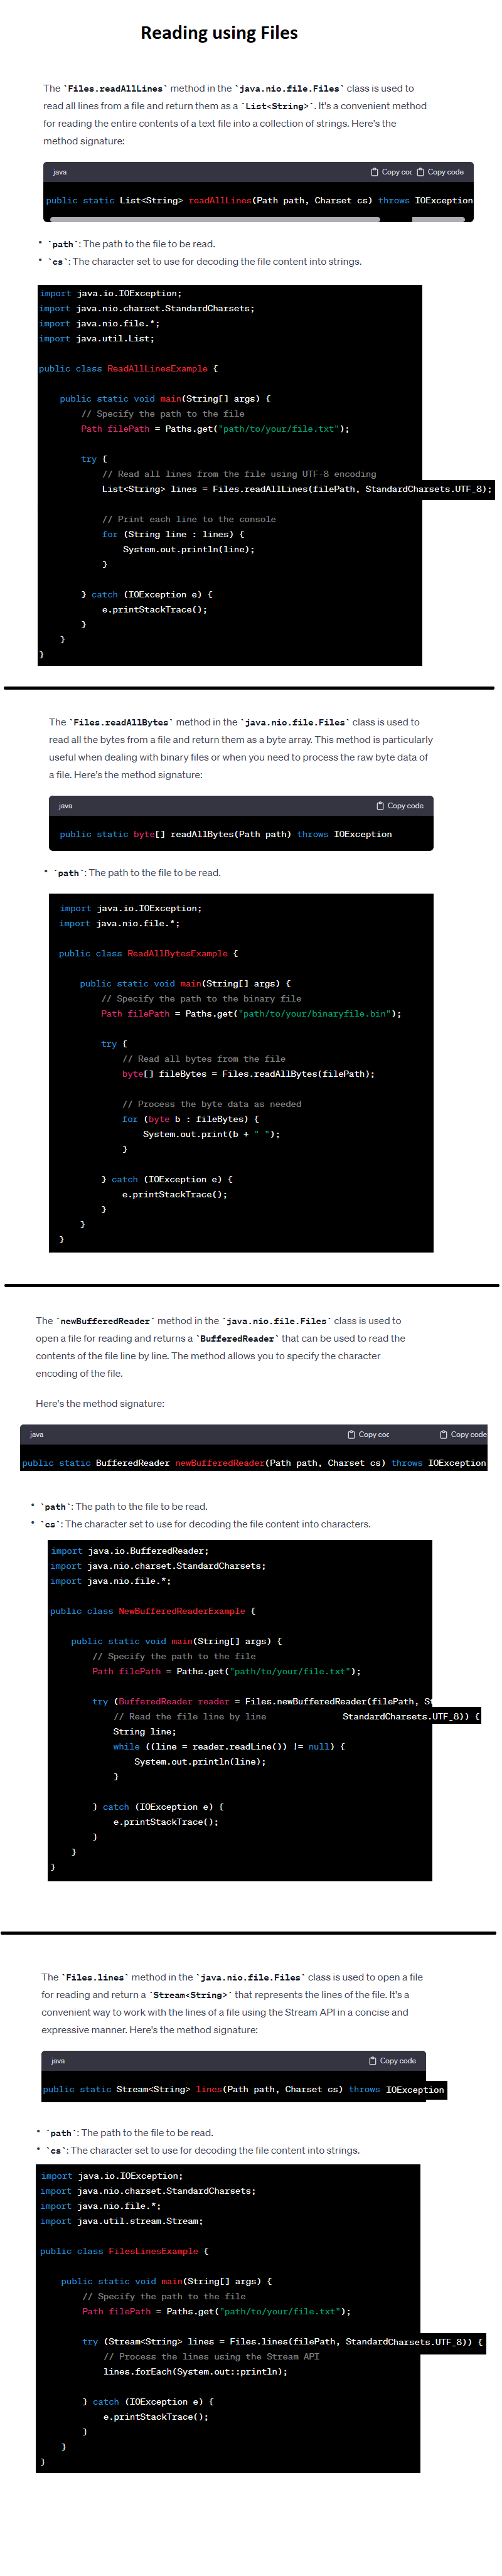 Reading using Files
The `Files.readAllLines` method in the `java.nio.file.Files` class is used to
read all lines from a file and return them as a `List<String>`. It's a convenient method
for reading the entire contents of a text file into a collection of strings. Here's the
method signature:
java Copy coc Copy code
public static List<String> readAllLines(Path path, Charset cs) throws IOException
• `path`: The path to the file to be read.
• `cs`: The character set to use for decoding the file content into strings.
import java.io.IOException;
import java.nio.charset.StandardCharsets;
import java.nio.file.*;
import java.util.List;
public class ReadAllLinesExample {
public static void main(String[] args) {
// Specify the path to the file
Path filePath = Paths.get("path/to/your/file.txt");
try {
// Read all lines from the file using UTF-8 encoding
List<String> lines = Files.readAllLines(filePath, StandardCharsets.UTF_8);
// Print each line to the console
for (String line : lines) {
System.out.println(line);
}
} catch (IOException e) {
e.printStackTrace();
}
}
}
The `Files.readAllBytes` method in the `java.nio.file.Files` class is used to
read all the bytes from a file and return them as a byte array. This method is particularly
useful when dealing with binary files or when you need to process the raw byte data of
a file. Here's the method signature:
java Copy code
public static byte[] readAllBytes(Path path) throws IOException
• `path`: The path to the file to be read.
import java.io.IOException;
import java.nio.file.*;
public class ReadAllBytesExample {
public static void main(String[] args) {
// Specify the path to the binary file
Path filePath = Paths.get("path/to/your/binaryfile.bin");
try {
// Read all bytes from the file
byte[] fileBytes = Files.readAllBytes(filePath);
// Process the byte data as needed
for (byte b : fileBytes) {
System.out.print(b + " ");
}
} catch (IOException e) {
e.printStackTrace();
}
}
}
The `newBufferedReader` method in the `java.nio.file.Files` class is used to
open a file for reading and returns a `BufferedReader` that can be used to read the
contents of the file line by line. The method allows you to specify the character
encoding of the file.
Here's the method signature:
java Copy coc Copy code
public static BufferedReader newBufferedReader(Path path, Charset cs) throws IOException
• `path`: The path to the file to be read.
• `cs`: The character set to use for decoding the file content into characters.
import java.io.BufferedReader;
import java.nio.charset.StandardCharsets;
import java.nio.file.*;
public class NewBufferedReaderExample {
public static void main(String[] args) {
// Specify the path to the file
Path filePath = Paths.get("path/to/your/file.txt");
try (BufferedReader reader = Files.newBufferedReader(filePath, St
// Read the file line by line StandardCharsets.UTF_8)) {
String line;
while ((line = reader.readLine()) != null) {
System.out.println(line);
}
} catch (IOException e) {
e.printStackTrace();
}
}
}
The `Files.lines` method in the `java.nio.file.Files` class is used to open a file
for reading and return a `Stream<String>` that represents the lines of the file. It's a
convenient way to work with the lines of a file using the Stream API in a concise and
expressive manner. Here's the method signature:
java Copy code
public static Stream<String> lines(Path path, Charset cs) throws IOException
• `path`: The path to the file to be read.
• `cs`: The character set to use for decoding the file content into strings.
import java.io.IOException;
import java.nio.charset.StandardCharsets;
import java.nio.file.*;
import java.util.stream.Stream;
public class FilesLinesExample {
public static void main(String[] args) {
// Specify the path to the file
Path filePath = Paths.get("path/to/your/file.txt");
try (Stream<String> lines = Files.lines(filePath, StandardCharsets.UTF_8)) {
// Process the lines using the Stream API
lines.forEach(System.out::println);
} catch (IOException e) {
e.printStackTrace();
}
}
}